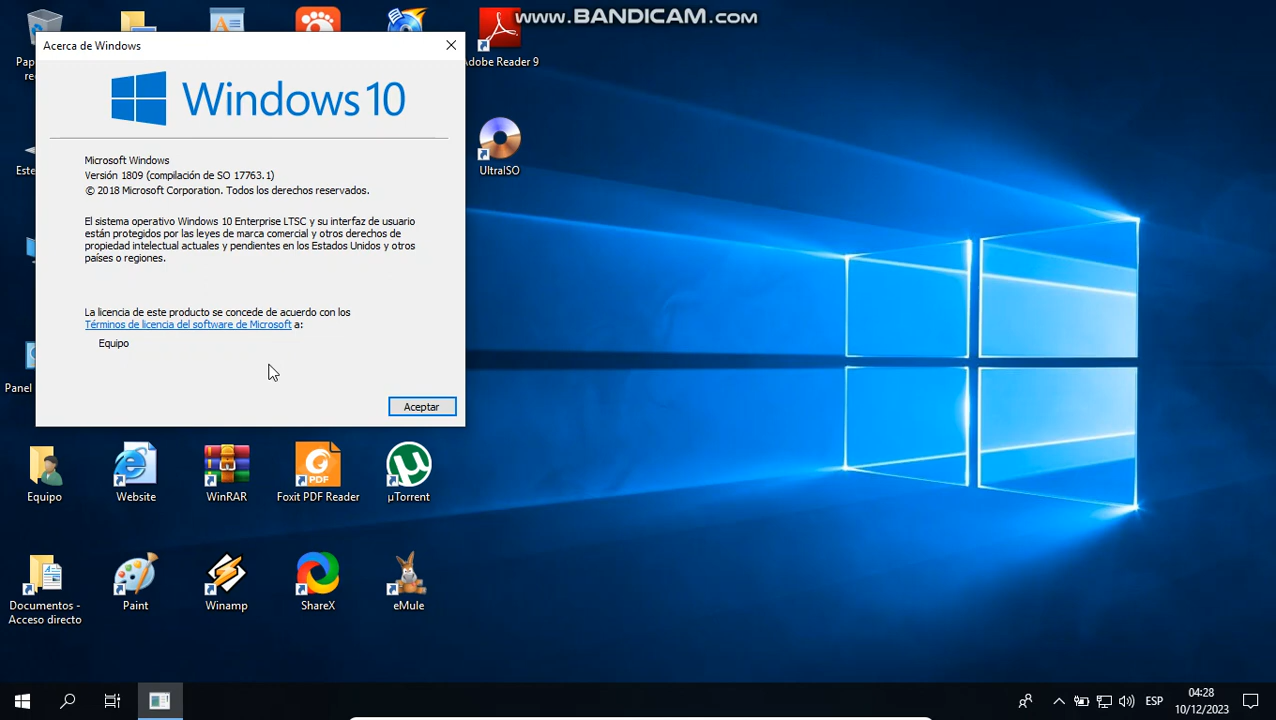 www.BANDICAM.com
Acerca de Windows
Windows 10
Microsoft Windows
Versión 1809 (compilación de SO 17763.1)
© 2018 Microsoft Corporation. Todos los derechos reservados.
El sistema operativo Windows 10 Enterprise LTSC y su interfaz de usuario
están protegidos por las leyes de marca comercial y otros derechos de
propiedad intelectual actuales y pendientes en los Estados Unidos y otros
países o regiones.
La licencia de este producto se concede de acuerdo con los
Términos de licencia del software de Microsoft a:
Equipo
Aceptar
Adobe Reader 9
UltraISO
Panel
Equipo
Website
WinRAR
PDF
Foxit PDF Reader
µTorrent
Documentos -
Acceso directo
Paint
Winamp
ShareX
eMule
ESP
04:28
10/12/2023